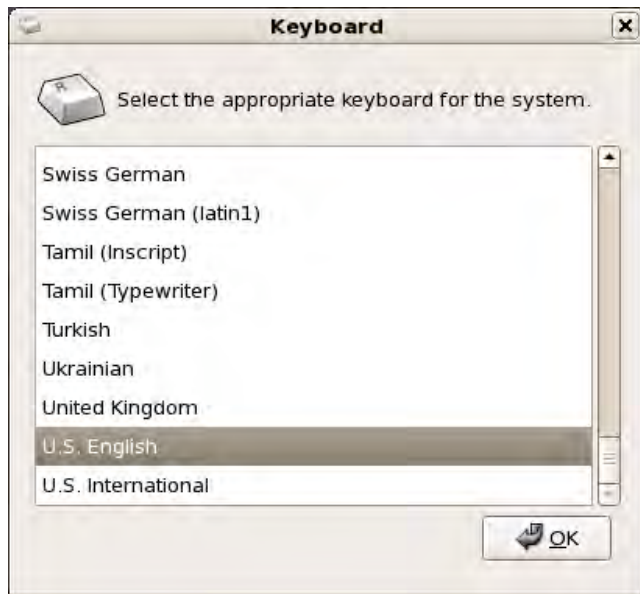 Keyboard
R
Select the appropriate keyboard for the system.
Swiss German
Swiss German (latin1)
Tamil (Inscript)
Tamil (Typewriter)
Turkish
Ukrainian
United Kingdom
U.S. English
U.S. International
OK